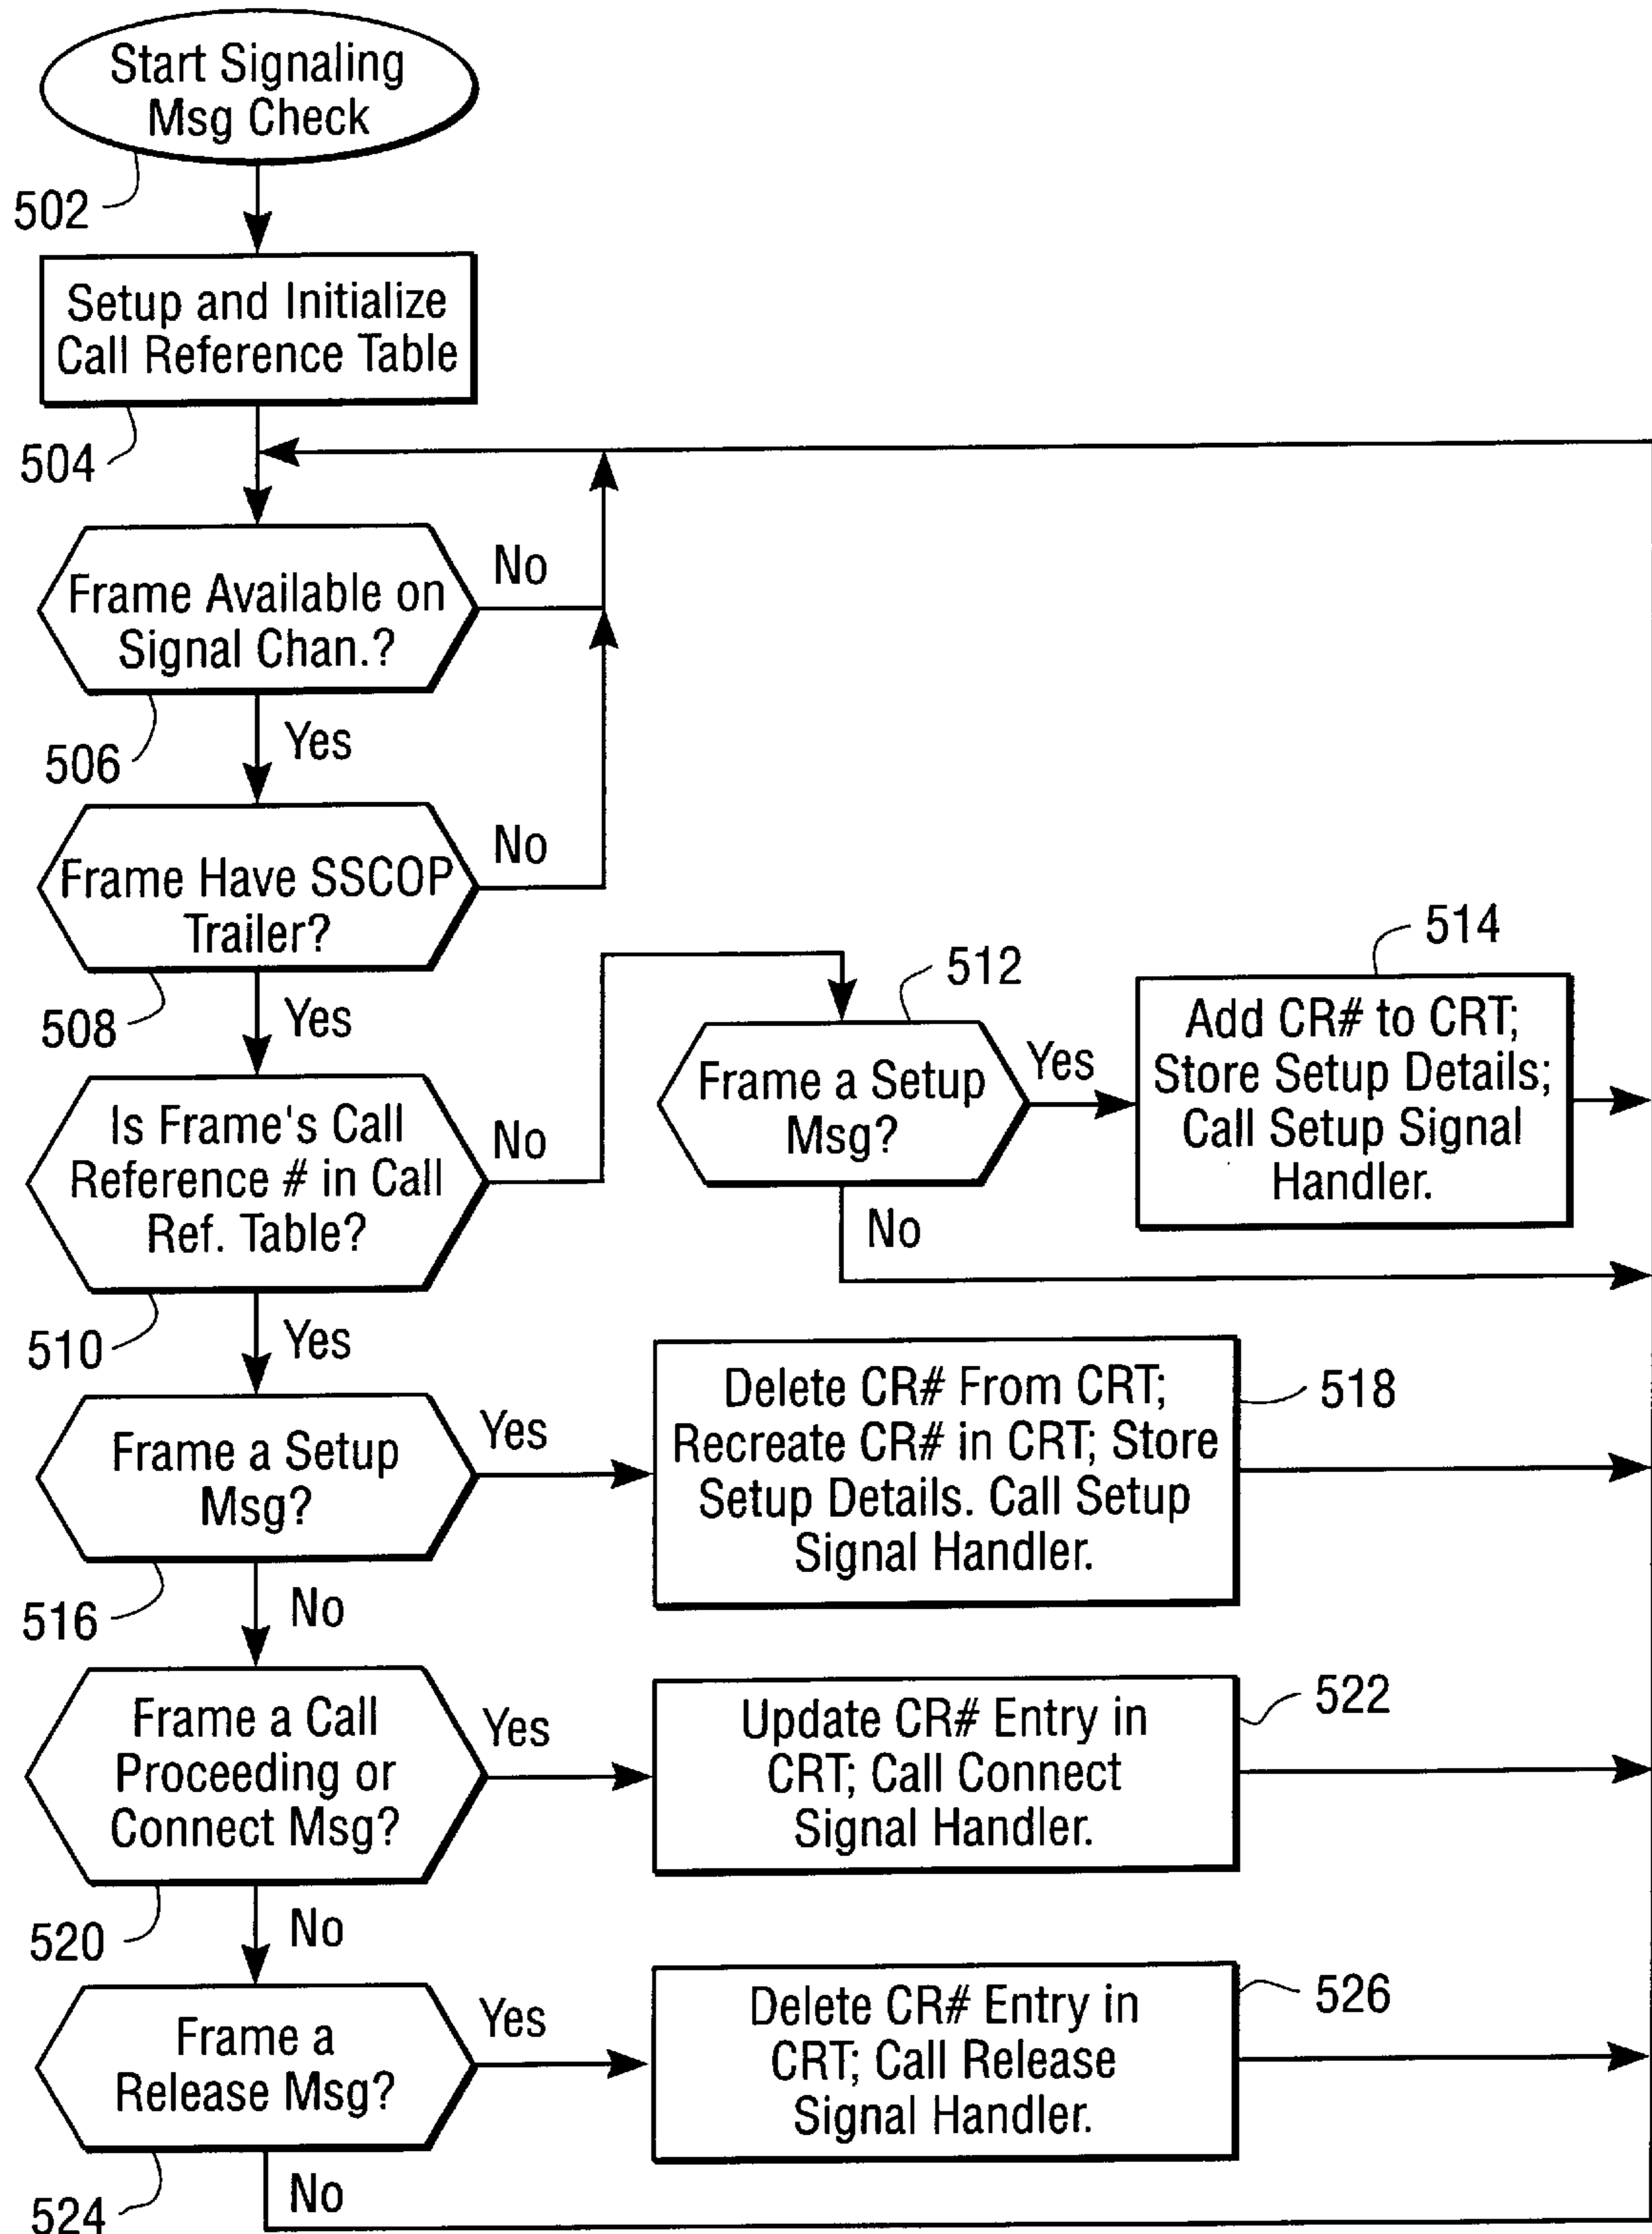 Start Signaling
Msg Check
502
Setup and Initialize
Call Reference Table
504
Frame Available on
Signal Chan.?
No
506
Yes
Frame Have SSCOP
Trailer?
No
508
Yes
Is Frame's Call
Reference # in Call
Ref. Table?
No
510
Yes
512
Frame a Setup
Msg?
Yes
No
514
Add CR# to CRT;
Store Setup Details;
Call Setup Signal
Handler.
Frame a Setup
Msg?
Yes
516
No
518
Delete CR# From CRT;
Recreate CR# in CRT; Store
Setup Details. Call Setup
Signal Handler.
Frame a Call
Proceeding or
Connect Msg?
Yes
520
No
522
Update CR# Entry in
CRT; Call Connect
Signal Handler.
Frame a
Release Msg?
Yes
524
No
526
Delete CR# Entry in
CRT; Call Release
Signal Handler.